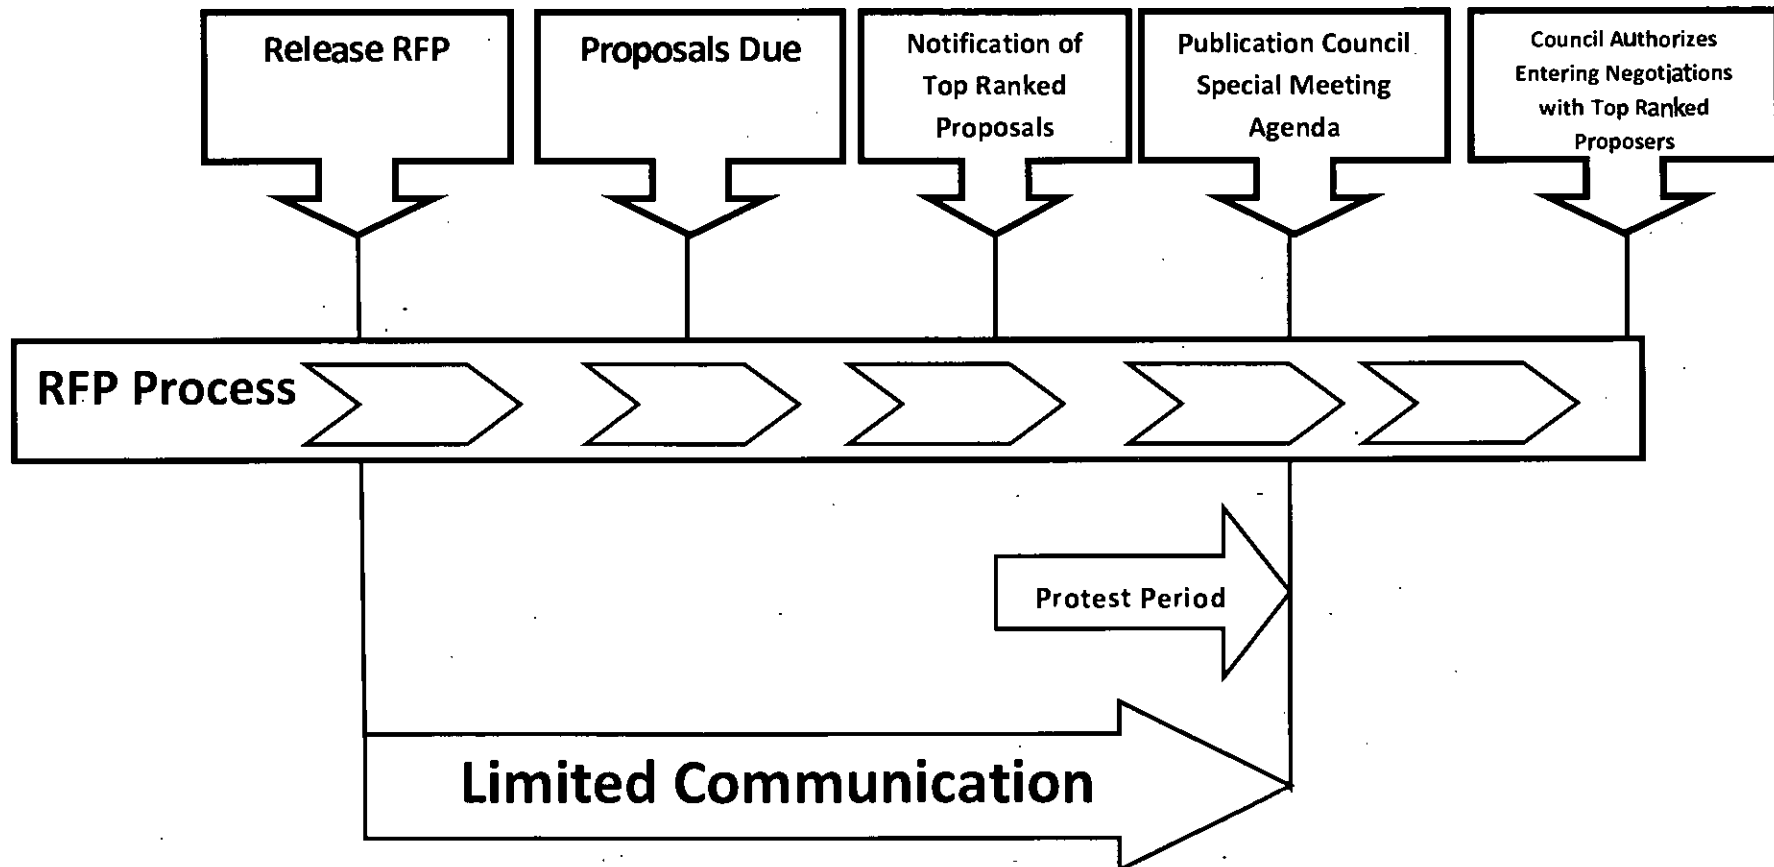 Release RFP
Proposals Due
Notification of
Top Ranked
Proposals
Publication Council
Special Meeting
Agenda
Council Authorizes
Entering Negotiations
with Top Ranked
Proposers
RFP Process
Protest Period
Limited Communication